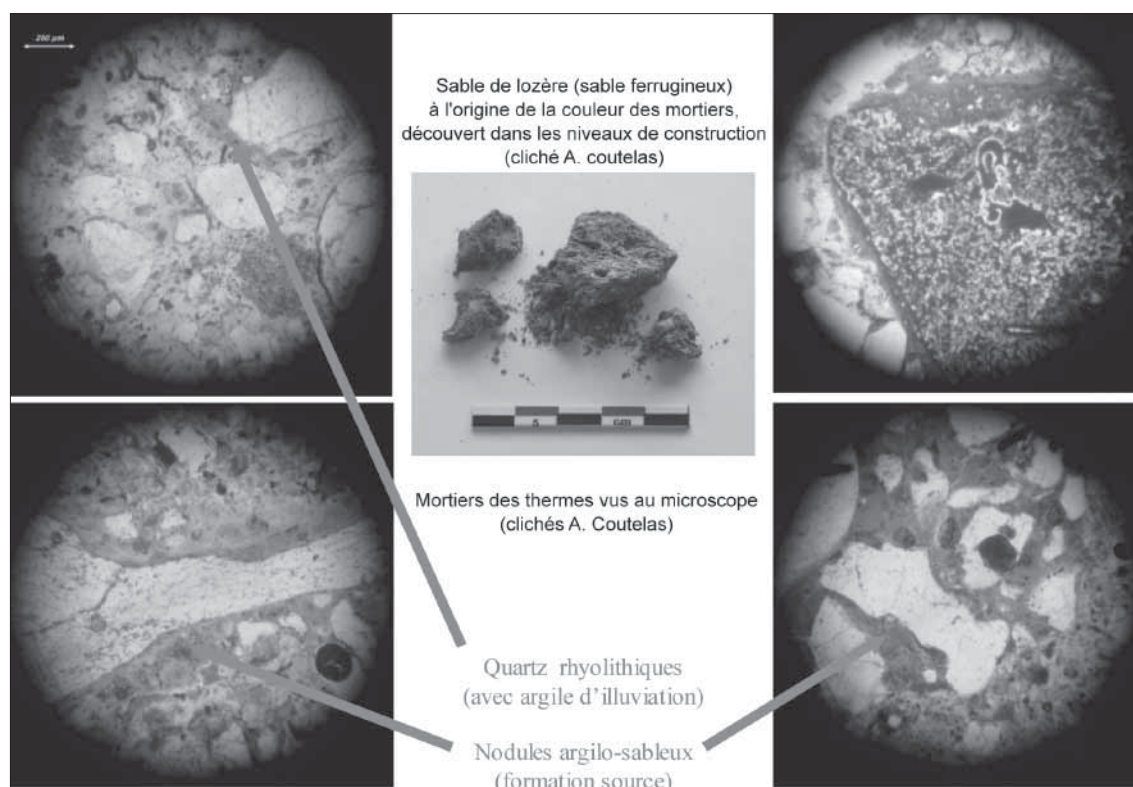 200 µm
Sable de lozère (sable ferrugineux)
à l'origine de la couleur des mortiers,
découvert dans les niveaux de construction
(cliché A. coutelas)
5
Mortiers des thermes vus au microscope
(clichés A. Coutelas)
Quartz rhyolithiques
(avec argile d’illuviation)
Nodules argilo-sableux
(formation source)